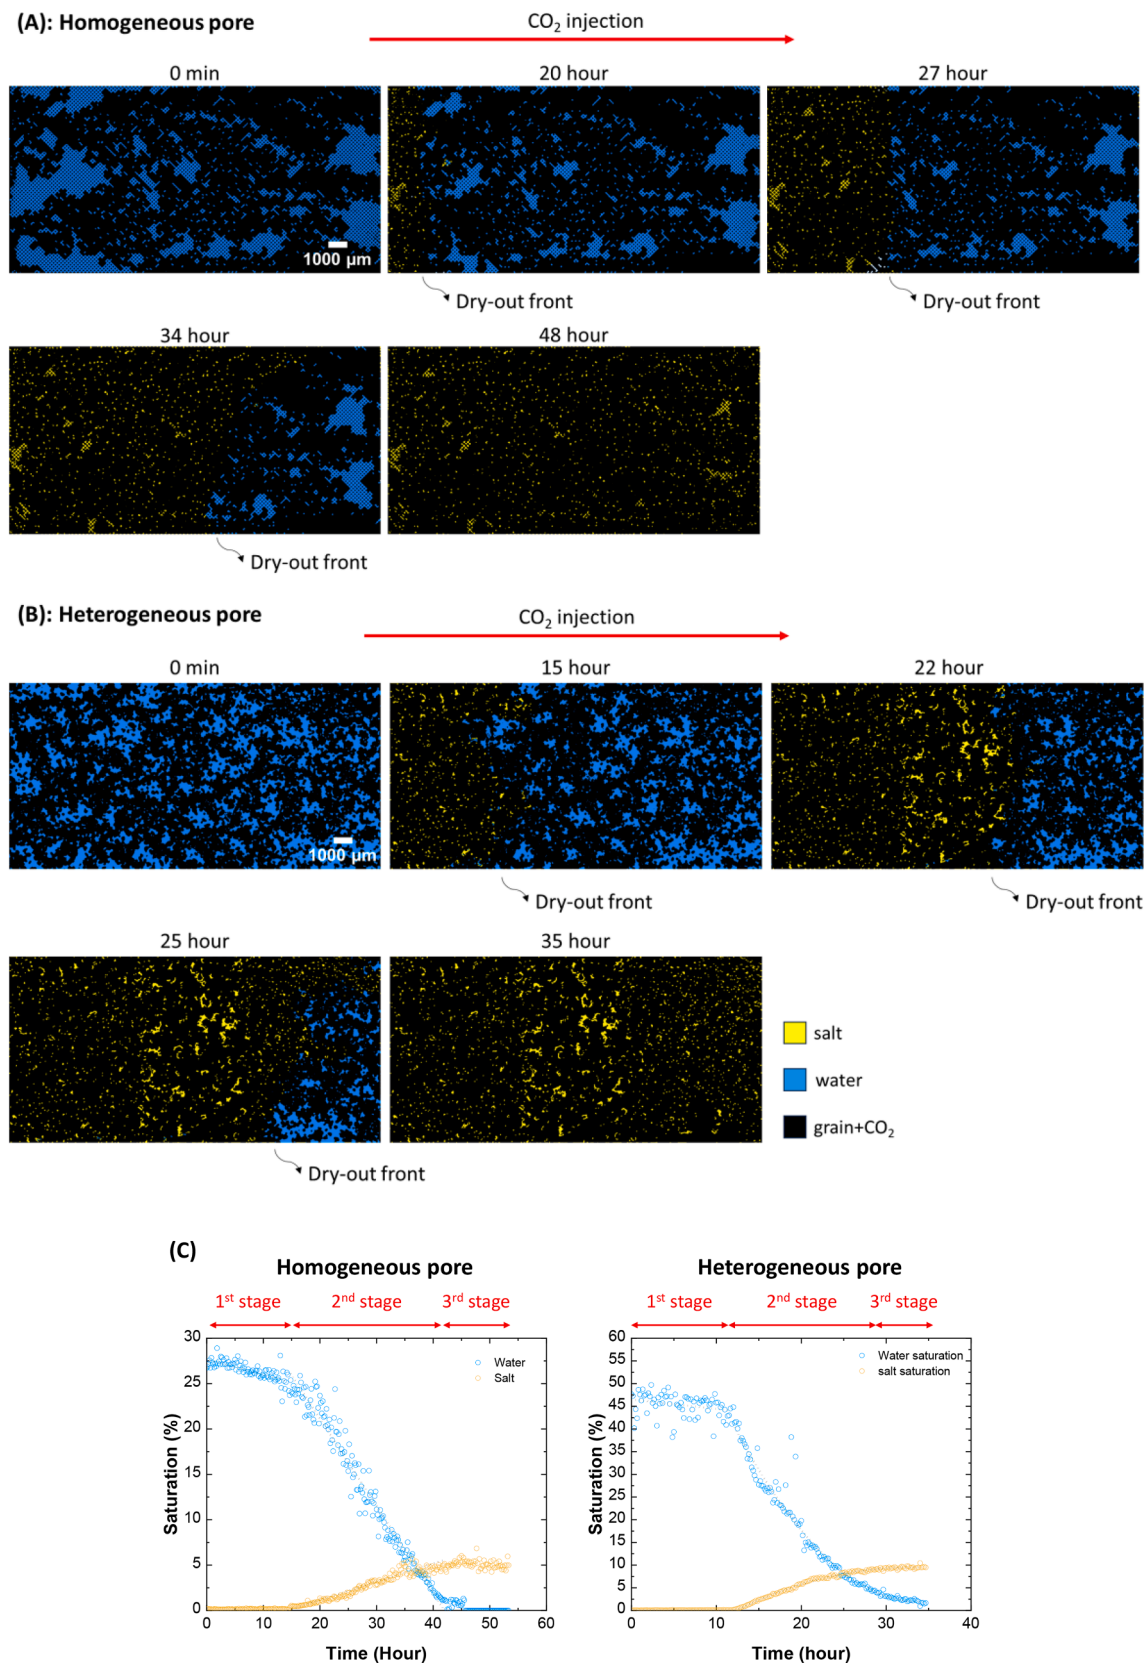 (A): Homogeneous pore
CO2 injection
0 min
20 hour
27 hour
1000 µm
Dry-out front
Dry-out front
34 hour
48 hour
Dry-out front
(B): Heterogeneous pore
CO2 injection
0 min
15 hour
22 hour
1000 µm
Dry-out front
Dry-out front
25 hour
35 hour
salt
water
grain+CO2
Dry-out front
(C)
Homogeneous pore
Heterogeneous pore
1st stage
2nd stage
3rd stage
1st stage
2nd stage
3rd stage
30
25
20
15
10
5
0
Saturation (%)
Water
Salt
0 10 20 30 40 50 60
Time (Hour)
60
55
50
45
40
35
30
25
20
15
10
5
0
Saturation (%)
Water saturation
salt saturation
0 10 20 30 40
Time (hour)